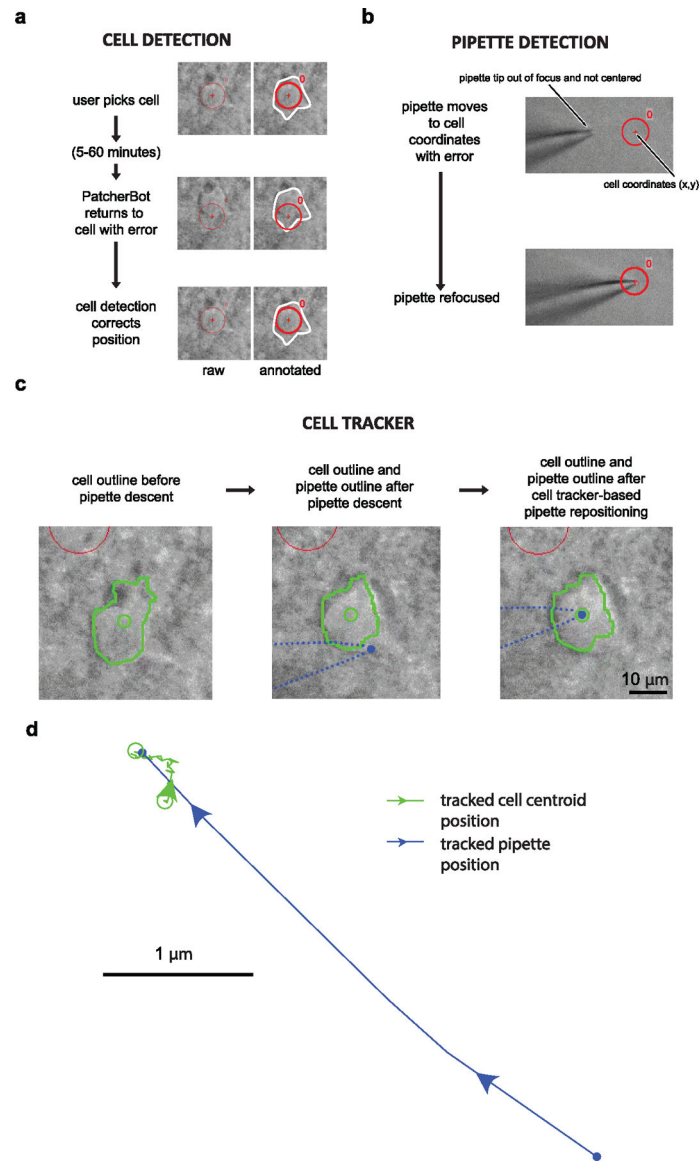 a
CELL DETECTION
user picks cell
(5-60 minutes)
PatcherBot
returns to
cell with error
cell detection
corrects
position
0
0
0
raw
annotated
b
PIPETTE DETECTION
pipette tip out of focus and not centered
pipette moves
to cell
coordinates
with error
0
cell coordinates (x,y)
pipette refocused
0
c
CELL TRACKER
cell outline before
pipette descent
cell outline and
pipette outline after
pipette descent
cell outline and
pipette outline after
cell tracker-based
pipette repositioning
10 µm
d
tracked cell centroid
position
tracked pipette
position
1 µm